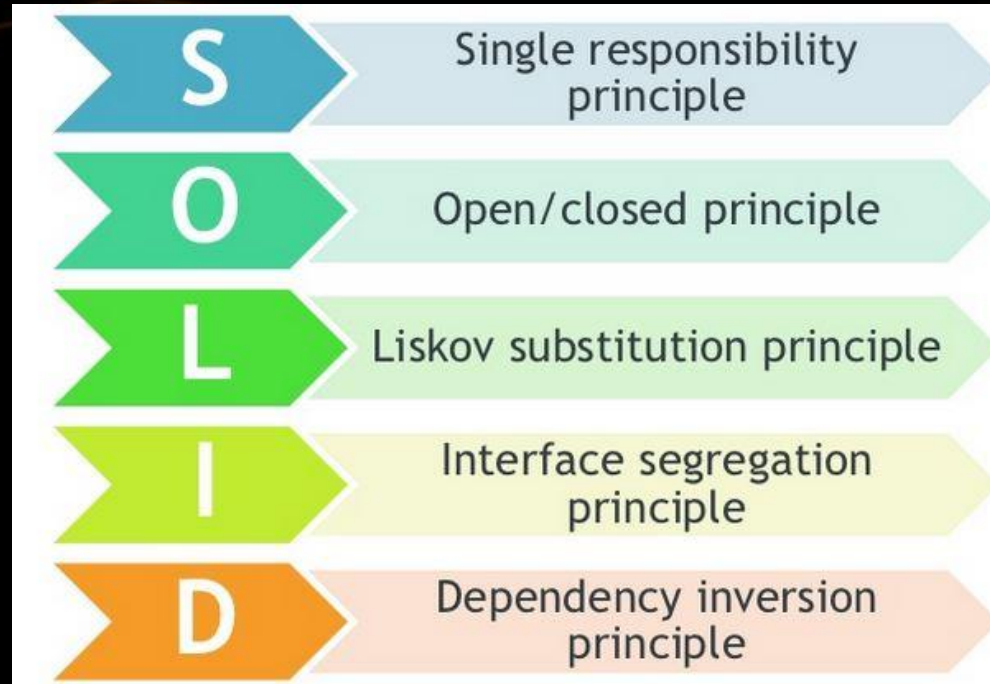 S
Single responsibility
principle
O
Open/closed principle
L
Liskov substitution principle
I
Interface segregation
principle
D
Dependency inversion
principle